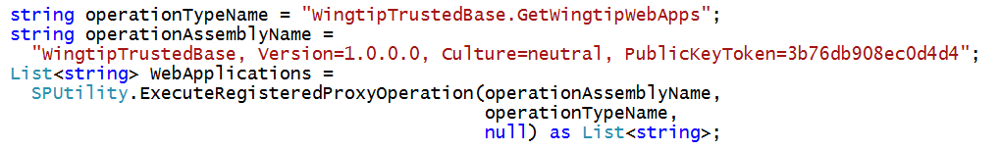 string operationTypeName = "WingtipTrustedBase.GetWingtipWebApps";
string operationAssemblyName =
  "WingtipTrustedBase, Version=1.0.0.0, Culture=neutral, PublicKeyToken=3b76db908ec0d4d4";
List<string> WebApplications =
  SPUtility.ExecuteRegisteredProxyOperation(operationAssemblyName,
                                            operationTypeName,
                                            null) as List<string>;